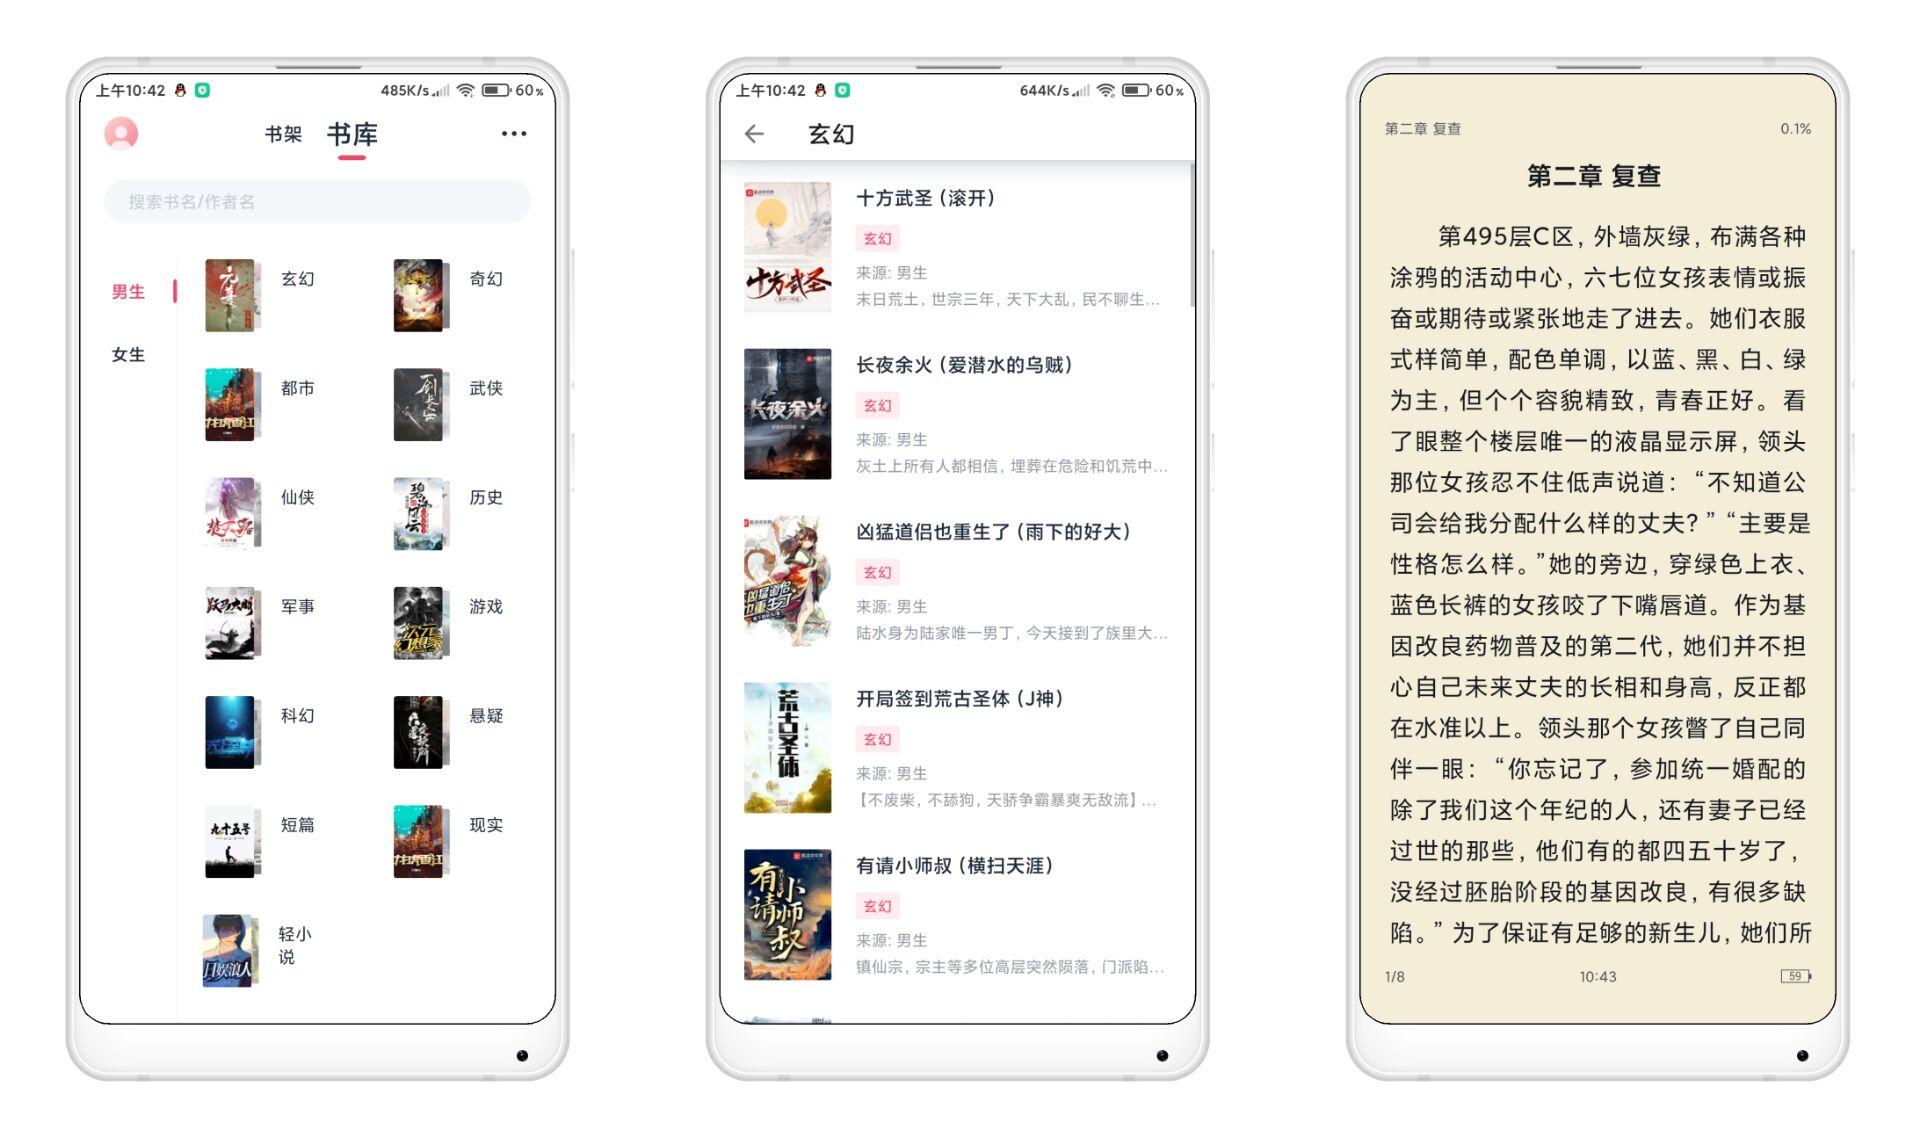 上午10:42
485K/s
60%
书架 书库
搜索书名/作者名
男生
女生
玄幻
奇幻
都市
武侠
仙侠
历史
军事
游戏
科幻
悬疑
短篇
现实
轻小
说
上午10:42
644K/s
60%
玄幻
十方武圣（滚开）
玄幻
来源: 男生
末日荒土，世宗三年，天下大乱，民不聊生...
十方武圣
长夜余火（爱潜水的乌贼）
玄幻
来源: 男生
灰土上所有人都相信，埋葬在危险和饥荒中...
长夜余火
凶猛道侣也重生了（雨下的好大）
玄幻
来源: 男生
陆水身为陆家唯一男丁，今天接到了族里大...
凶猛道侣
也重生了
开局签到荒古圣体（J神）
玄幻
来源: 男生
【不废柴，不舔狗，天骄争霸暴爽无敌流】...
荒古圣体
有请小师叔（横扫天涯）
玄幻
来源: 男生
镇仙宗，宗主等多位高层突然陨落，门派陷...
有请
小师叔
第二章 复查
0.1%
第二章 复查
第495层C区，外墙灰绿，布满各种
涂鸦的活动中心，六七位女孩表情或振
奋或期待或紧张地走了进去。她们衣服
式样简单，配色单调，以蓝、黑、白、绿
为主，但个个容貌精致，青春正好。看
了眼整个楼层唯一的液晶显示屏，领头
那位女孩忍不住低声说道：“不知道公
司会给我分配什么样的丈夫？”“主要是
性格怎么样。”她的旁边，穿绿色上衣、
蓝色长裤的女孩咬了下嘴唇道。作为基
因改良药物普及的第二代，她们并不担
心自己未来丈夫的长相和身高，反正都
在水准以上。领头那个女孩瞥了自己同
伴一眼：“你忘记了，参加统一婚配的
除了我们这个年纪的人，还有妻子已经
过世的那些，他们有的都四五十岁了，
没经过胚胎阶段的基因改良，有很多缺
陷。”为了保证有足够的新生儿，她们所
1/8
10:43
59